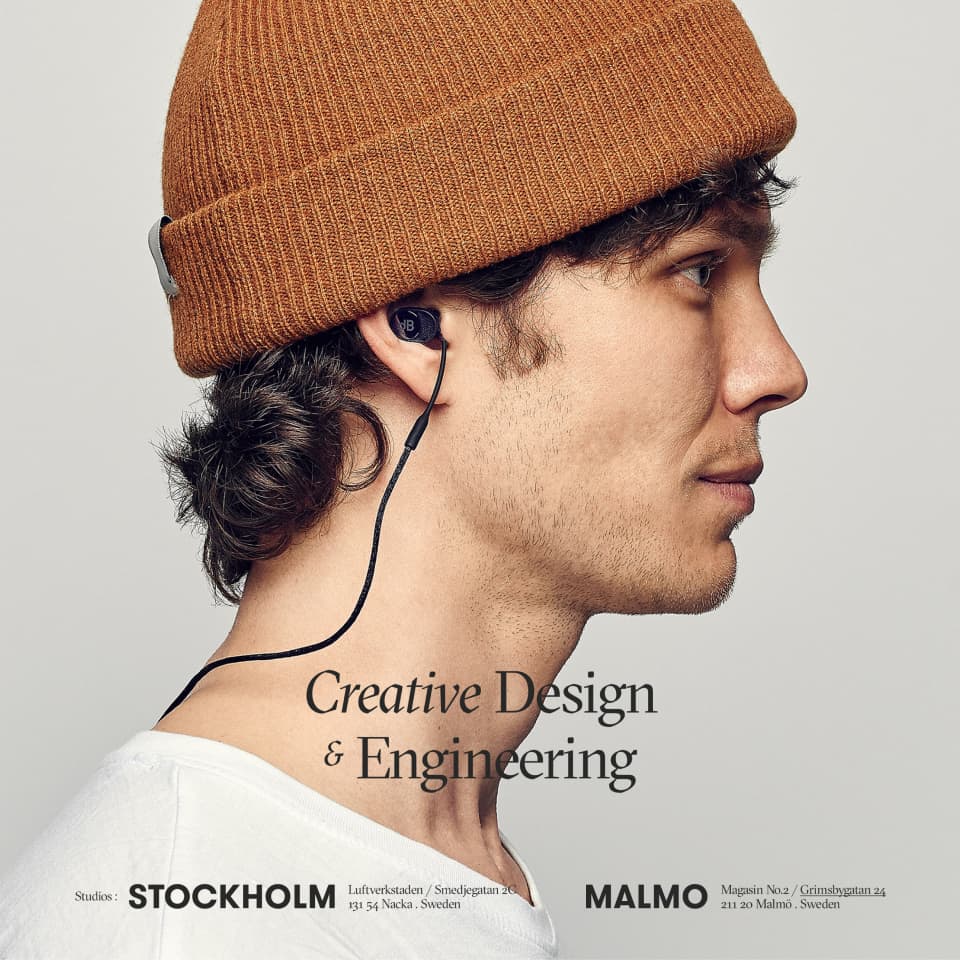 dB
Creative Design
& Engineering
Studios : STOCKHOLM Luftverkstaden / Smedjegatan 2C
131 54 Nacka . Sweden
MALMO Magasin No.2 / Grimsbygatan 24
211 20 Malmö . Sweden